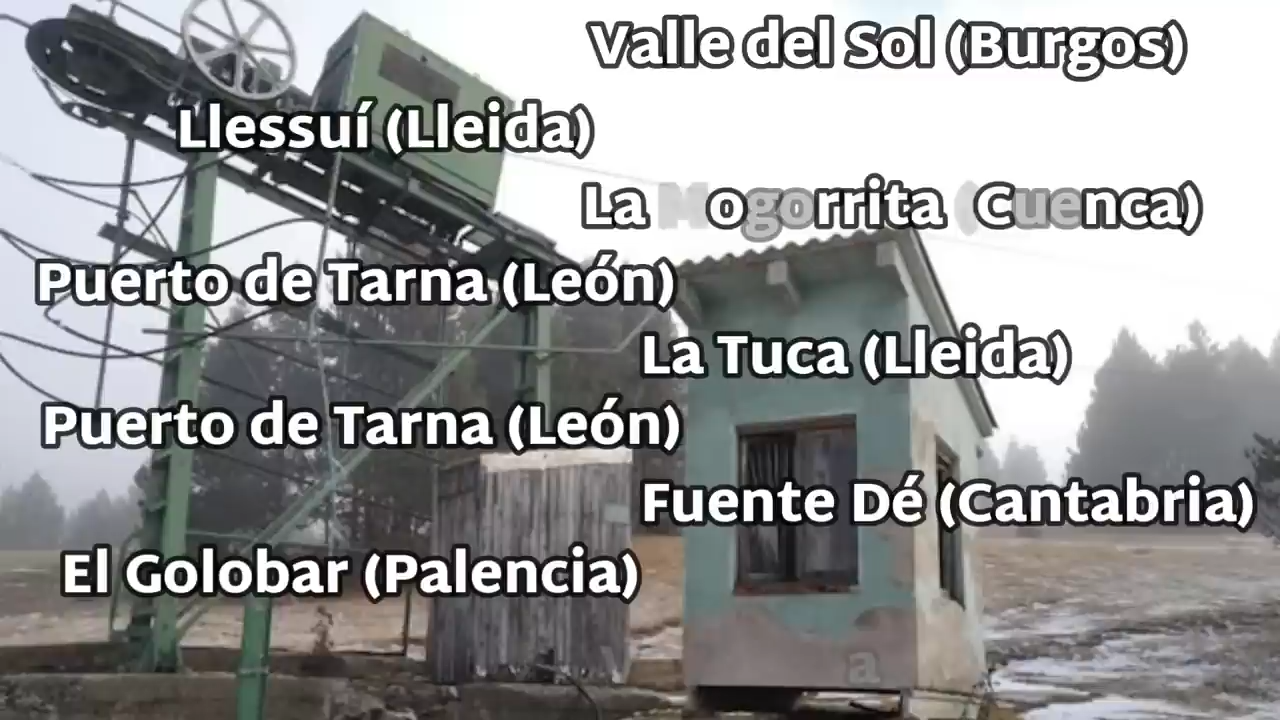 Valle del Sol (Burgos)
Llessuí (Lleida)
La Mogorrita (Cuenca)
Puerto de Tarna (León)
La Tuca (Lleida)
Puerto de Tarna (León)
Fuente Dé (Cantabria)
El Golobar (Palencia)
a